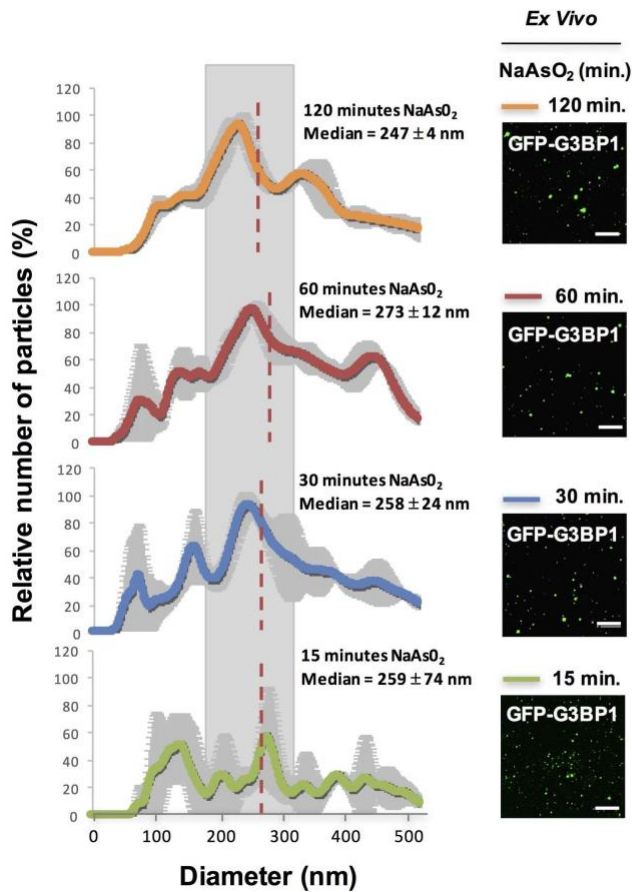 Ex Vivo
NaAsO₂ (min.)
120 min.
GFP-G3BP1
60 min.
GFP-G3BP1
30 min.
GFP-G3BP1
15 min.
GFP-G3BP1
Relative number of particles (%)
120 minutes NaAsO₂
Median = 247 ± 4 nm
120
100
80
60
40
20
0
60 minutes NaAsO₂
Median = 273 ± 12 nm
120
100
80
60
40
20
0
30 minutes NaAsO₂
Median = 258 ± 24 nm
120
100
80
60
40
20
0
15 minutes NaAsO₂
Median = 259 ± 74 nm
120
100
80
60
40
20
0
0 100 200 300 400 500
Diameter (nm)